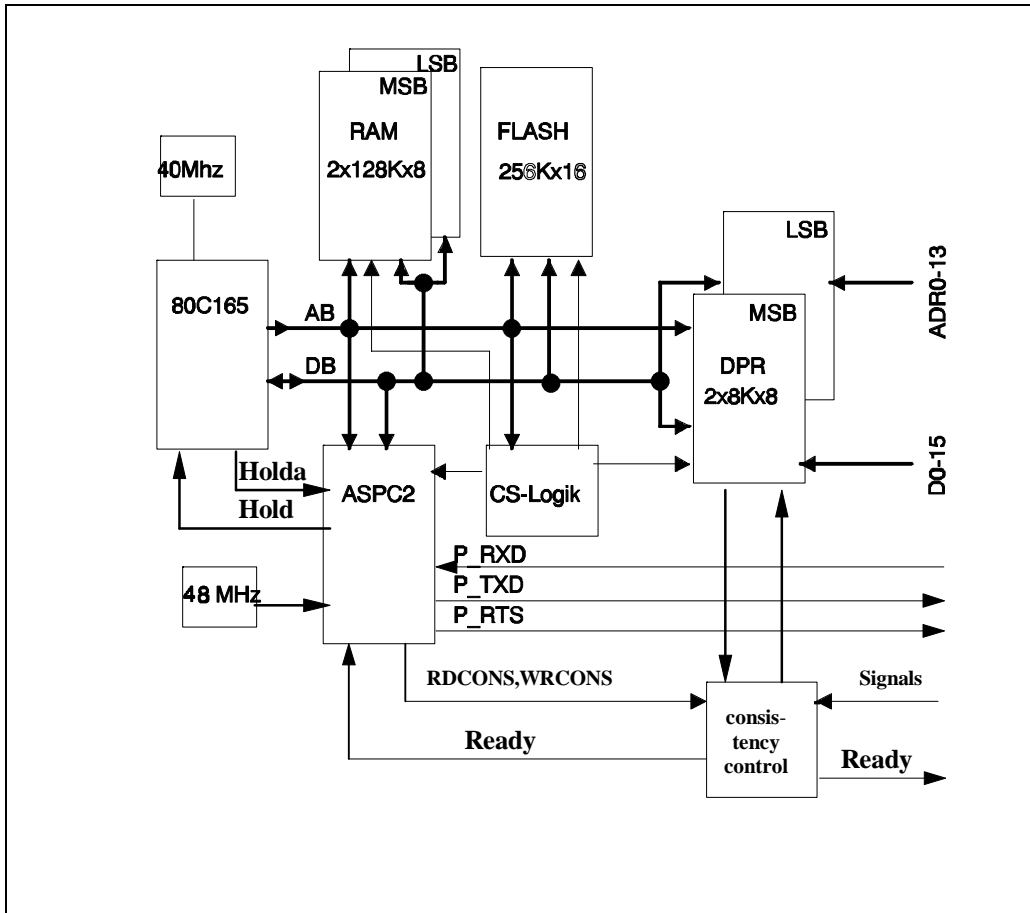 LSB
MSB
RAM
2x128Kx8
FLASH
256Kx16
40Mhz
LSB
ADR0-13
80C165
AB
MSB
DB
DPR
2x8Kx8
Holda
ASPC2
CS-Logik
D0-15
Hold
P_RXD
48 MHz
P_TXD
P_RTS
RDCONS,WRCONS
Signals
consis-
tency
control
Ready
Ready